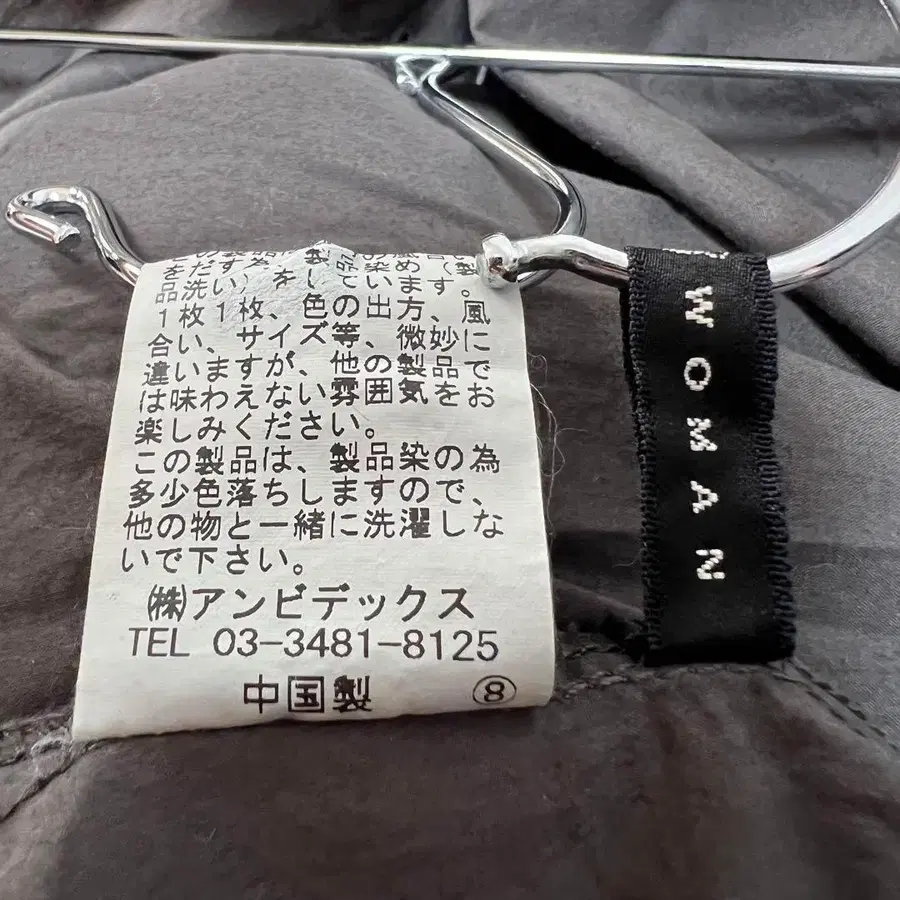 品洗い）をしています。
1枚1枚、色の出方、風
合い、サイズ等、微妙に
違いますが、他の製品で
は味わえない雰囲気をお
楽しみください。
この製品は、製品染の為
多少色落ちしますので、
他の物と一緒に洗濯しな
いで下さい。
㈱アンビデックス
TEL 03-3481-8125
中国製 ⑧
WOMAN